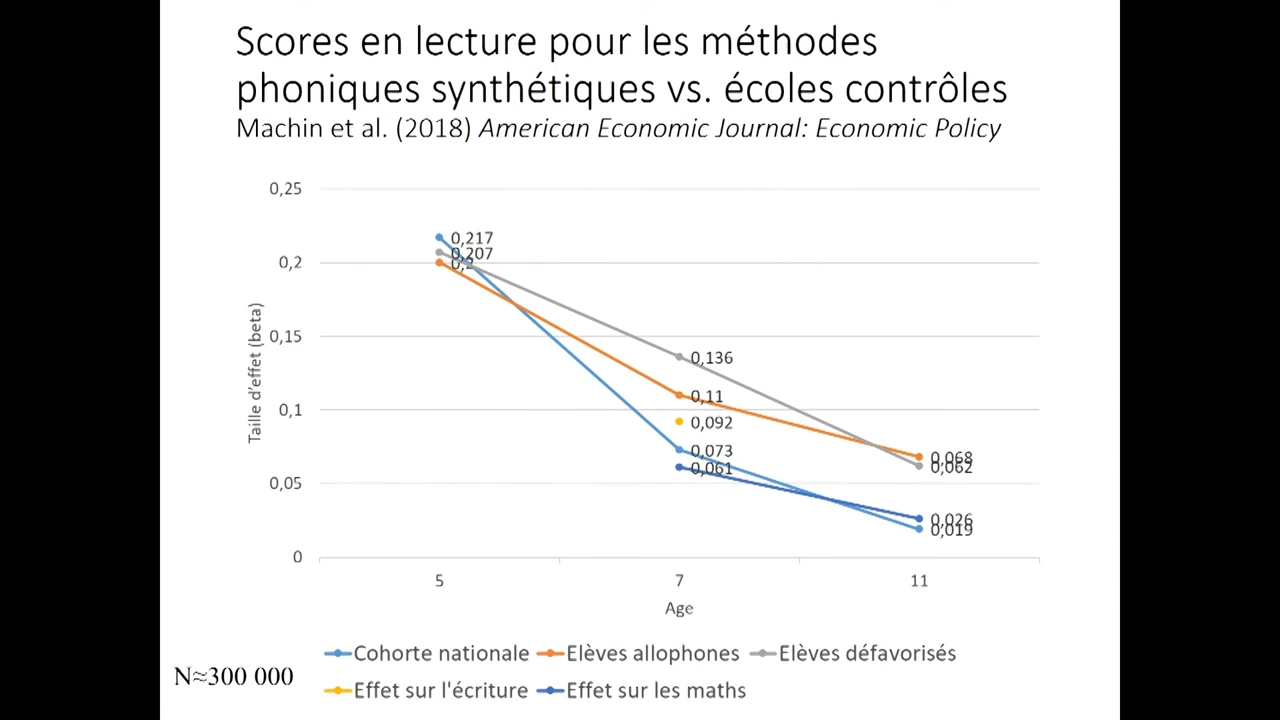 Scores en lecture pour les méthodes
phoniques synthétiques vs. écoles contrôles
Machin et al. (2018) American Economic Journal: Economic Policy
0,25
0,2
0,15
0,1
0,05
0
Taille d'effet (beta)
0,217
0,207
0,2
0,136
0,11
0,092
0,073
0,061
0,068
0,062
0,026
0,019
5 7 11
Age
Cohorte nationale Elèves allophones Elèves défavorisés
Effet sur l'écriture Effet sur les maths
N≈300 000